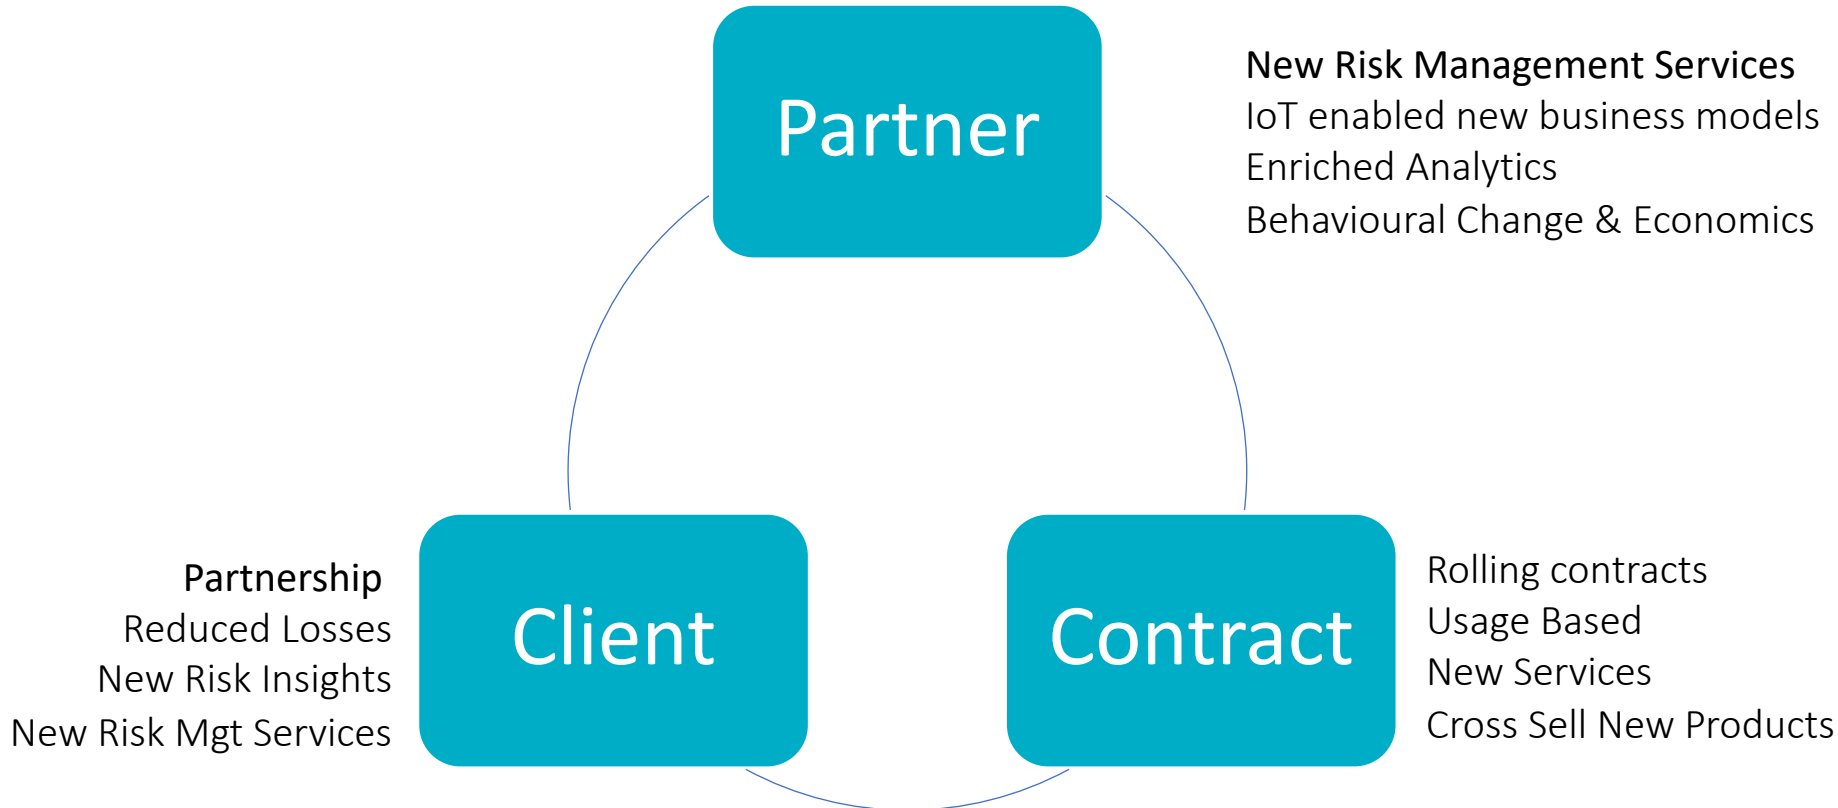 Partner
New Risk Management Services
IoT enabled new business models
Enriched Analytics
Behavioural Change & Economics
Partnership
Reduced Losses
New Risk Insights
New Risk Mgt Services
Client
Contract
Rolling contracts
Usage Based
New Services
Cross Sell New Products